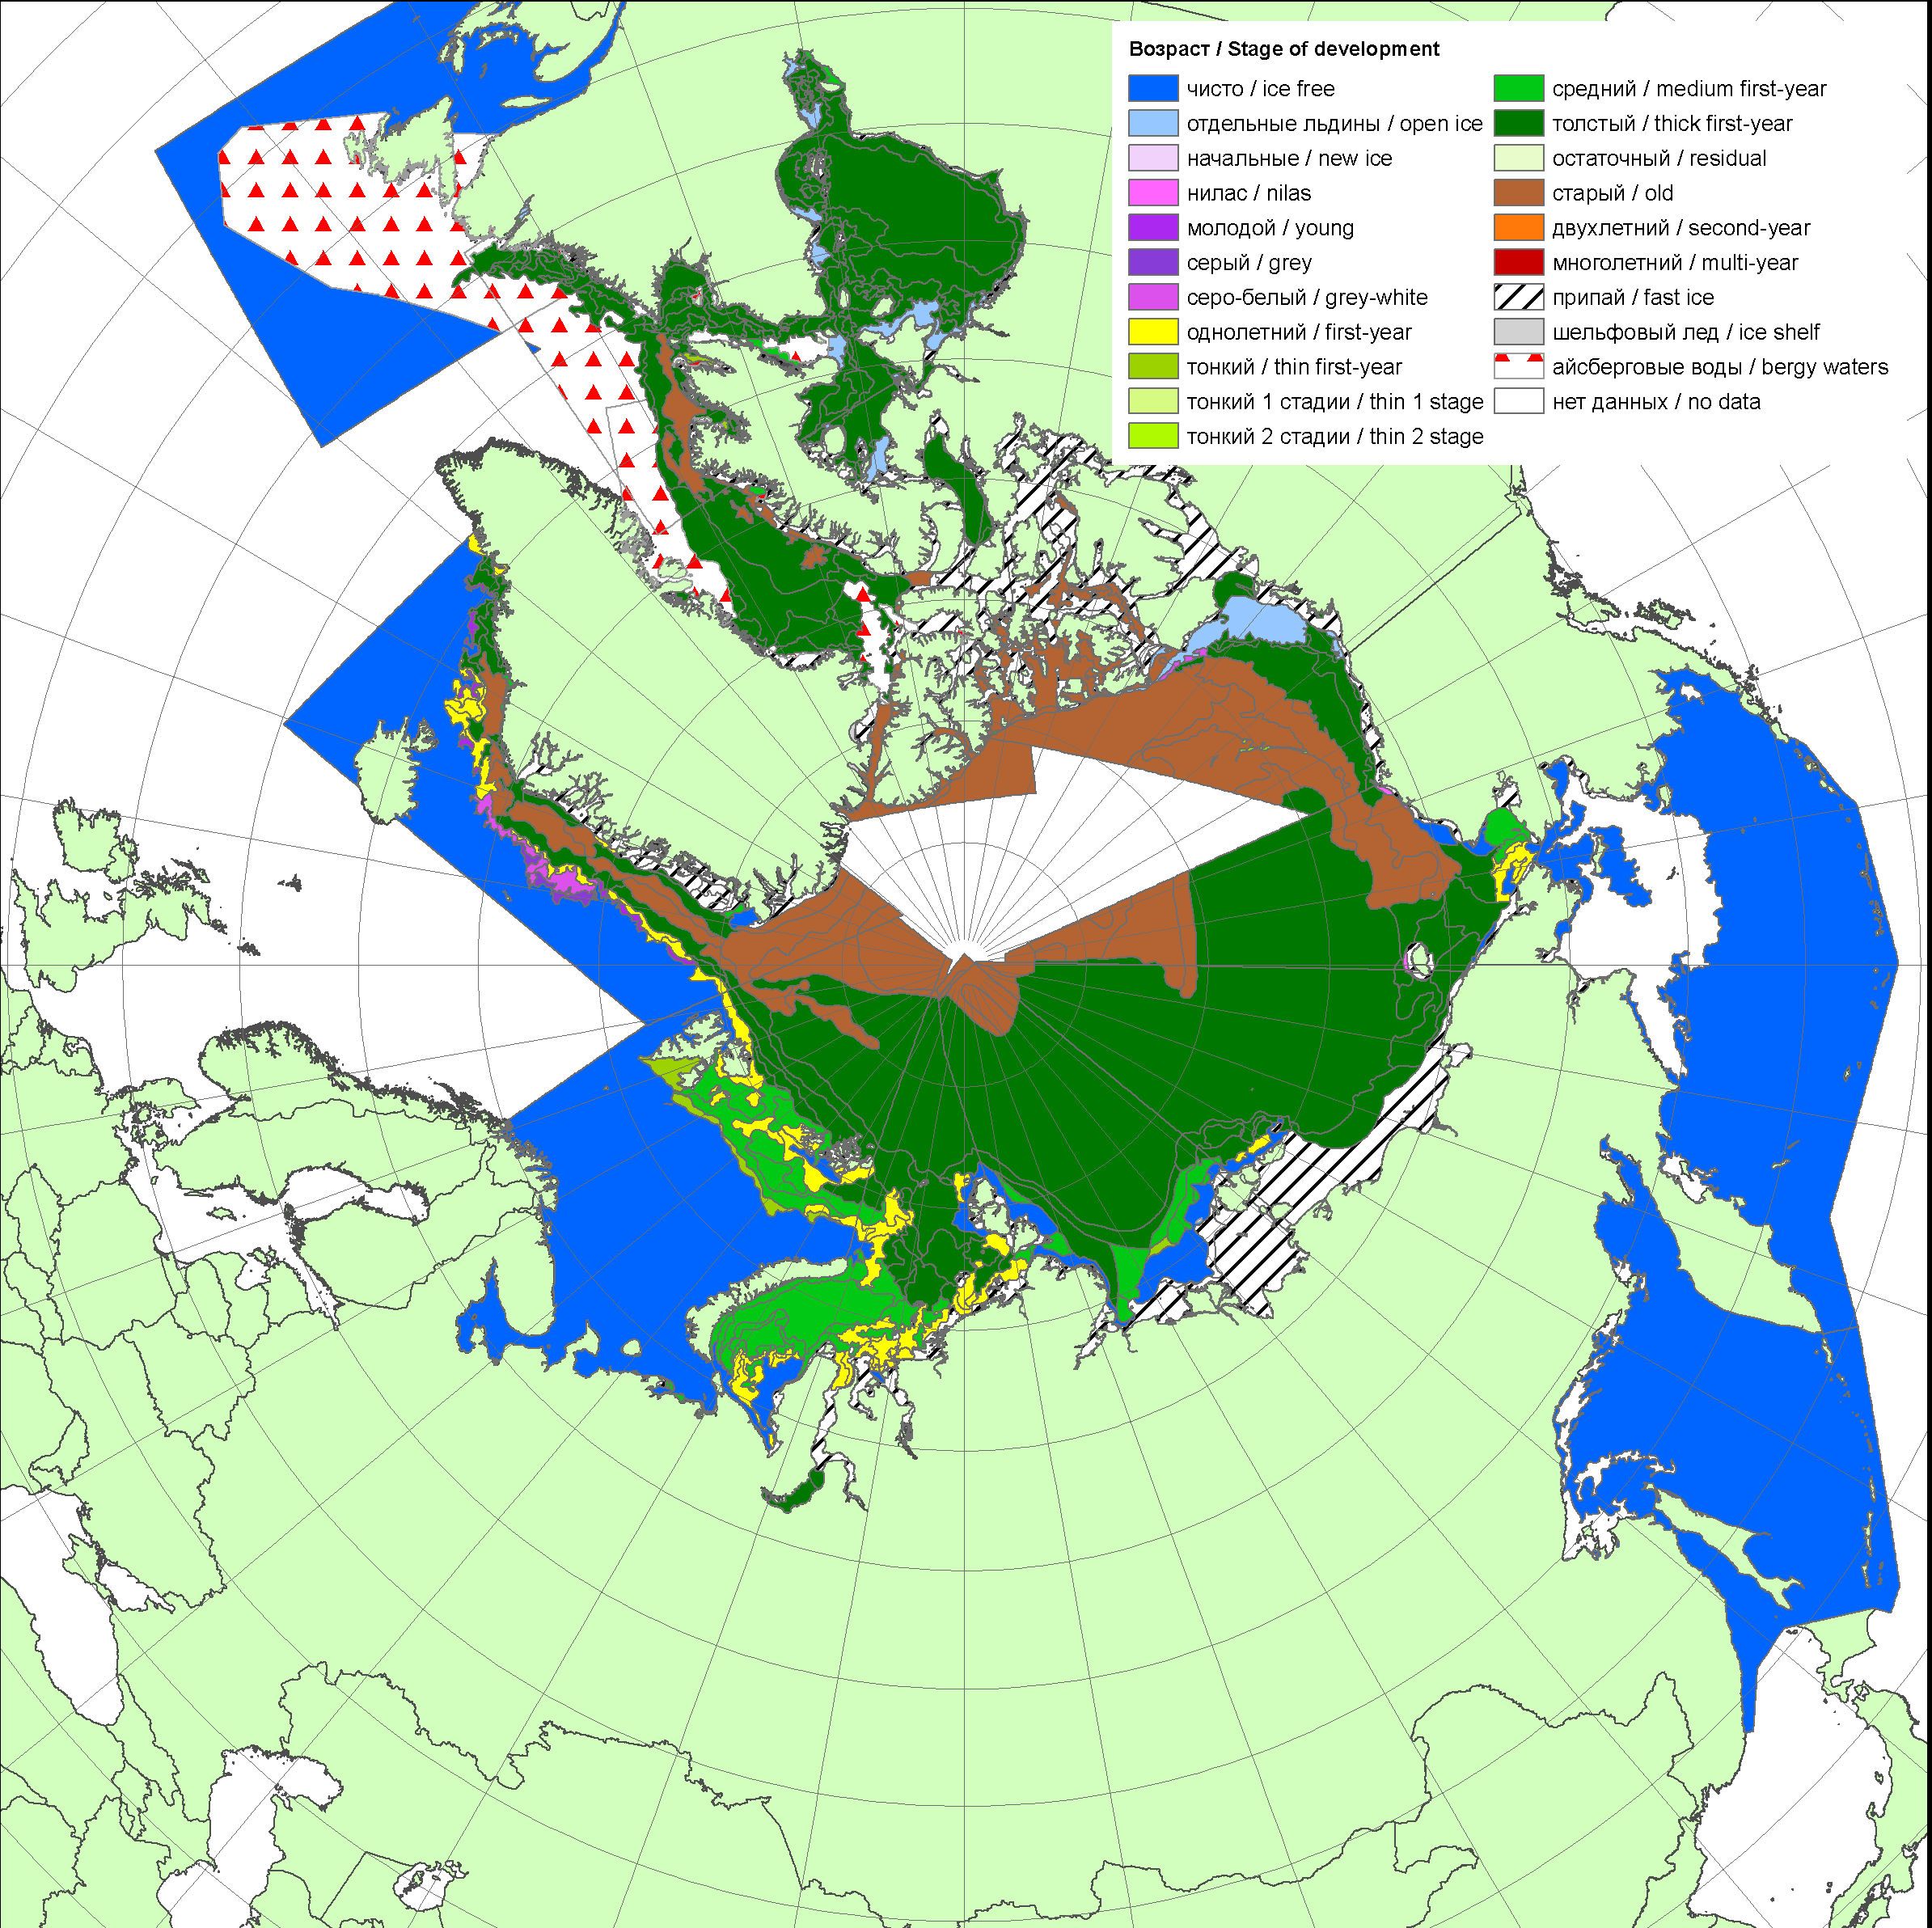 Возраст / Stage of development
чисто / ice free
отдельные льдины / open ice
начальные / new ice
нилас / nilas
молодой / young
серый / grey
серо-белый / grey-white
однолетний / first-year
тонкий / thin first-year
тонкий 1 стадии / thin 1 stage
тонкий 2 стадии / thin 2 stage
средний / medium first-year
толстый / thick first-year
остаточный / residual
старый / old
двухлетний / second-year
многолетний / multi-year
припай / fast ice
шельфовый лед / ice shelf
айсберговые воды / bergy waters
нет данных / no data